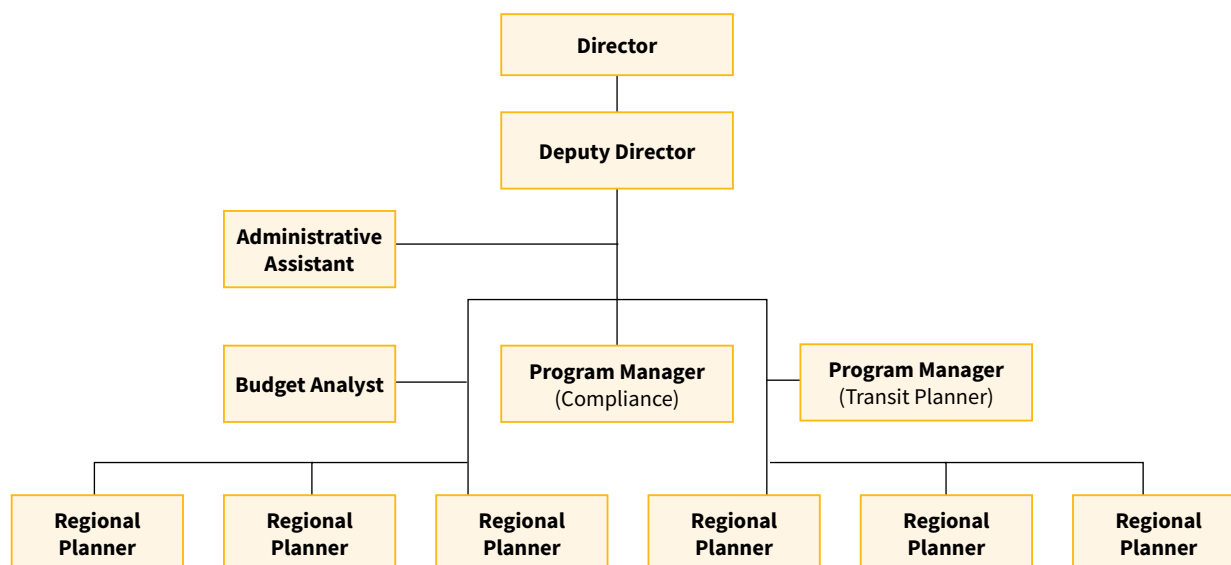 Director
Deputy Director
Administrative
Assistant
Budget Analyst
Program Manager
(Compliance)
Program Manager
(Transit Planner)
Regional
Planner
Regional
Planner
Regional
Planner
Regional
Planner
Regional
Planner
Regional
Planner